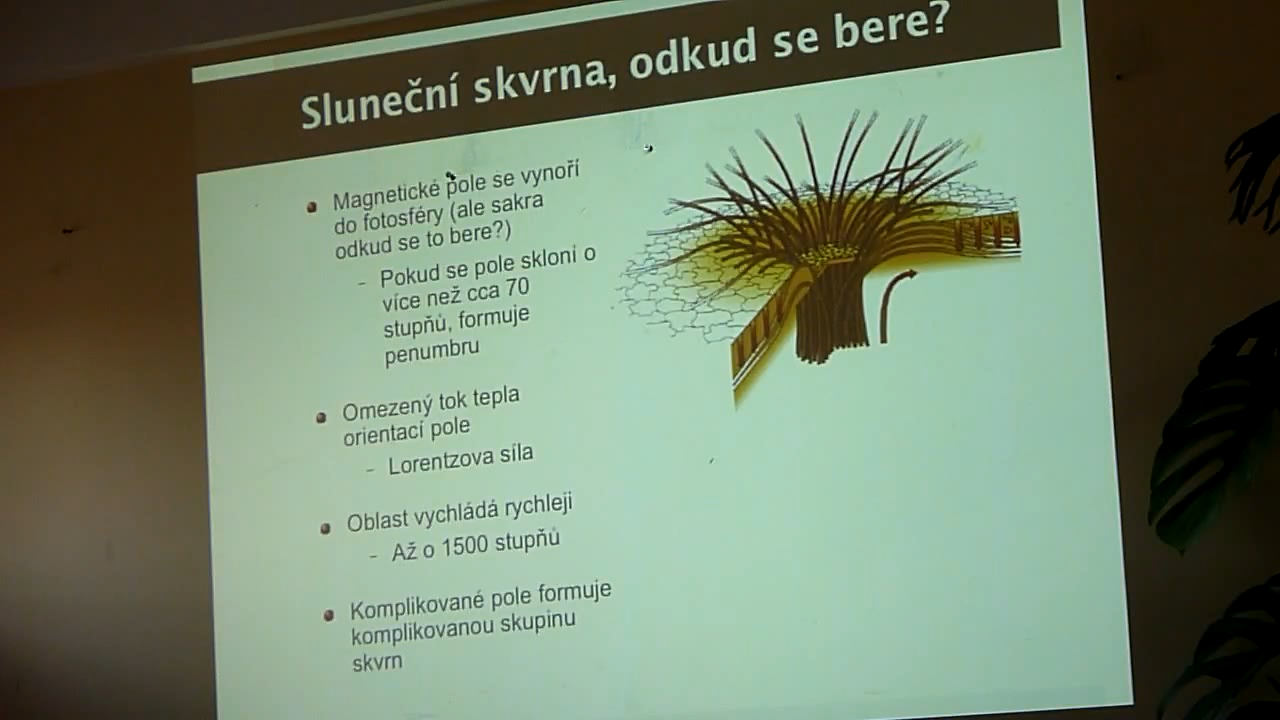 Sluneční skvrna, odkud se bere?
Magnetické pole se vynoří
do fotosféry (ale sakra
odkud se to bere?)
- Pokud se pole skloní o
více než cca 70
stupňů, formuje
penumbru
Omezený tok tepla
orientací pole
- Lorentzova síla
Oblast vychládá rychleji
- Až o 1500 stupňů
Komplikované pole formuje
komplikovanou skupinu
skvrn